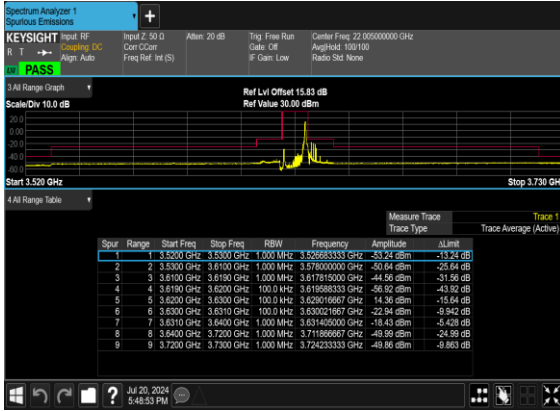 Spectrum Analyzer 1
Spurious Emissions
+
KEYSIGHT Input: RF Input Z: 50 Ω Atten: 20 dB Trig: Free Run Center Freq: 22.005000000 GHz
R T Coupling: DC Corr CCorr Gate: Off Avg|Hold: 100/100
Align: Auto Freq Ref: Int (S) IF Gain: Low Radio Std: None
PASS
3 All Range Graph
Ref Lvl Offset 15.83 dB
Scale/Div 10.0 dB Ref Value 30.00 dBm
20.0
0.00
-20.0
-40.0
-60.0
Start 3.520 GHz Stop 3.730 GH
4 All Range Table
Measure Trace Trace 1
Trace Type Trace Average (Active)
Spur Range Start Freq Stop Freq RBW Frequency Amplitude ΔLimit
1 1 3.5200 GHz 3.5300 GHz 1.000 MHz 3.526683333 GHz -53.24 dBm -13.24 dB
2 2 3.5300 GHz 3.6100 GHz 1.000 MHz 3.578000000 GHz -50.64 dBm -25.64 dB
3 3 3.6100 GHz 3.6190 GHz 1.000 MHz 3.617815000 GHz -44.56 dBm -31.56 dB
4 4 3.6190 GHz 3.6200 GHz 100.0 kHz 3.619588333 GHz -56.92 dBm -43.92 dB
5 5 3.6200 GHz 3.6300 GHz 100.0 kHz 3.629016667 GHz 14.36 dBm -15.64 dB
6 6 3.6300 GHz 3.6310 GHz 100.0 kHz 3.630021667 GHz -22.94 dBm -9.942 dB
7 7 3.6310 GHz 3.6400 GHz 1.000 MHz 3.631405000 GHz -18.43 dBm -5.428 dB
8 8 3.6400 GHz 3.7200 GHz 1.000 MHz 3.711866667 GHz -49.99 dBm -24.99 dB
9 9 3.7200 GHz 3.7300 GHz 1.000 MHz 3.724233333 GHz -49.86 dBm -9.863 dB
? Jul 20, 2024
5:48:53 PM